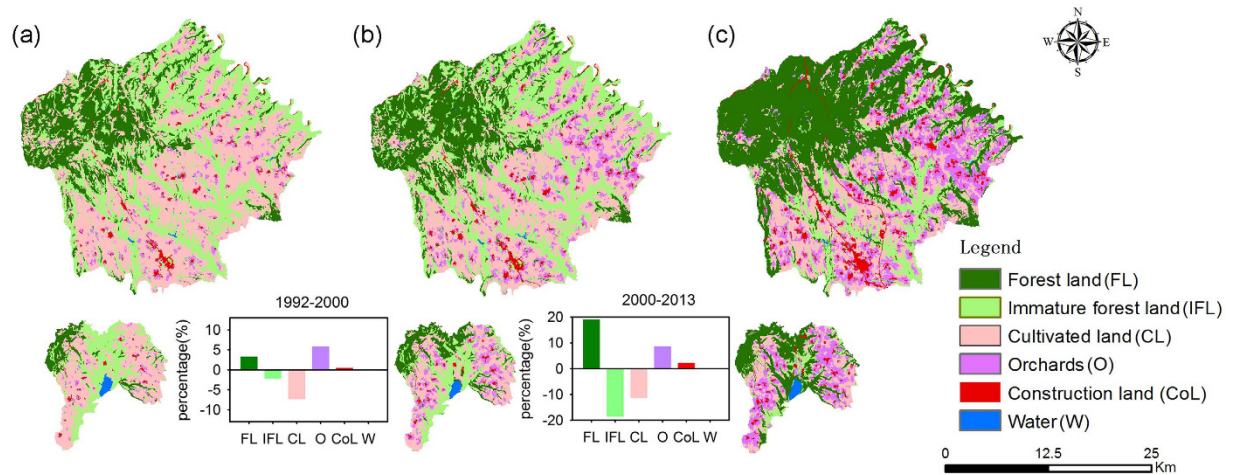 (a)
(b)
(c)
N
W
E
S
1992-2000
percentage(%)
10
5
0
-5
-10
FL IFL CL O CoL W
2000-2013
percentage(%)
20
10
0
-10
-20
FL IFL CL O CoL W
Legend
Forest land (FL)
Immature forest land (IFL)
Cultivated land (CL)
Orchards (O)
Construction land (CoL)
Water (W)
0 12.5 25
Km